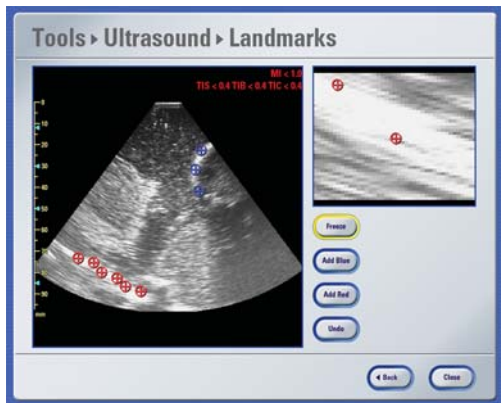 Tools ▸ Ultrasound ▸ Landmarks
MI < 1.0
TIS < 0.4 TIB < 0.4 TIC < 0.4
0
10
20
30
40
50
60
70
80
90
mm
Freeze
Add Blue
Add Red
Undo
Back
Close